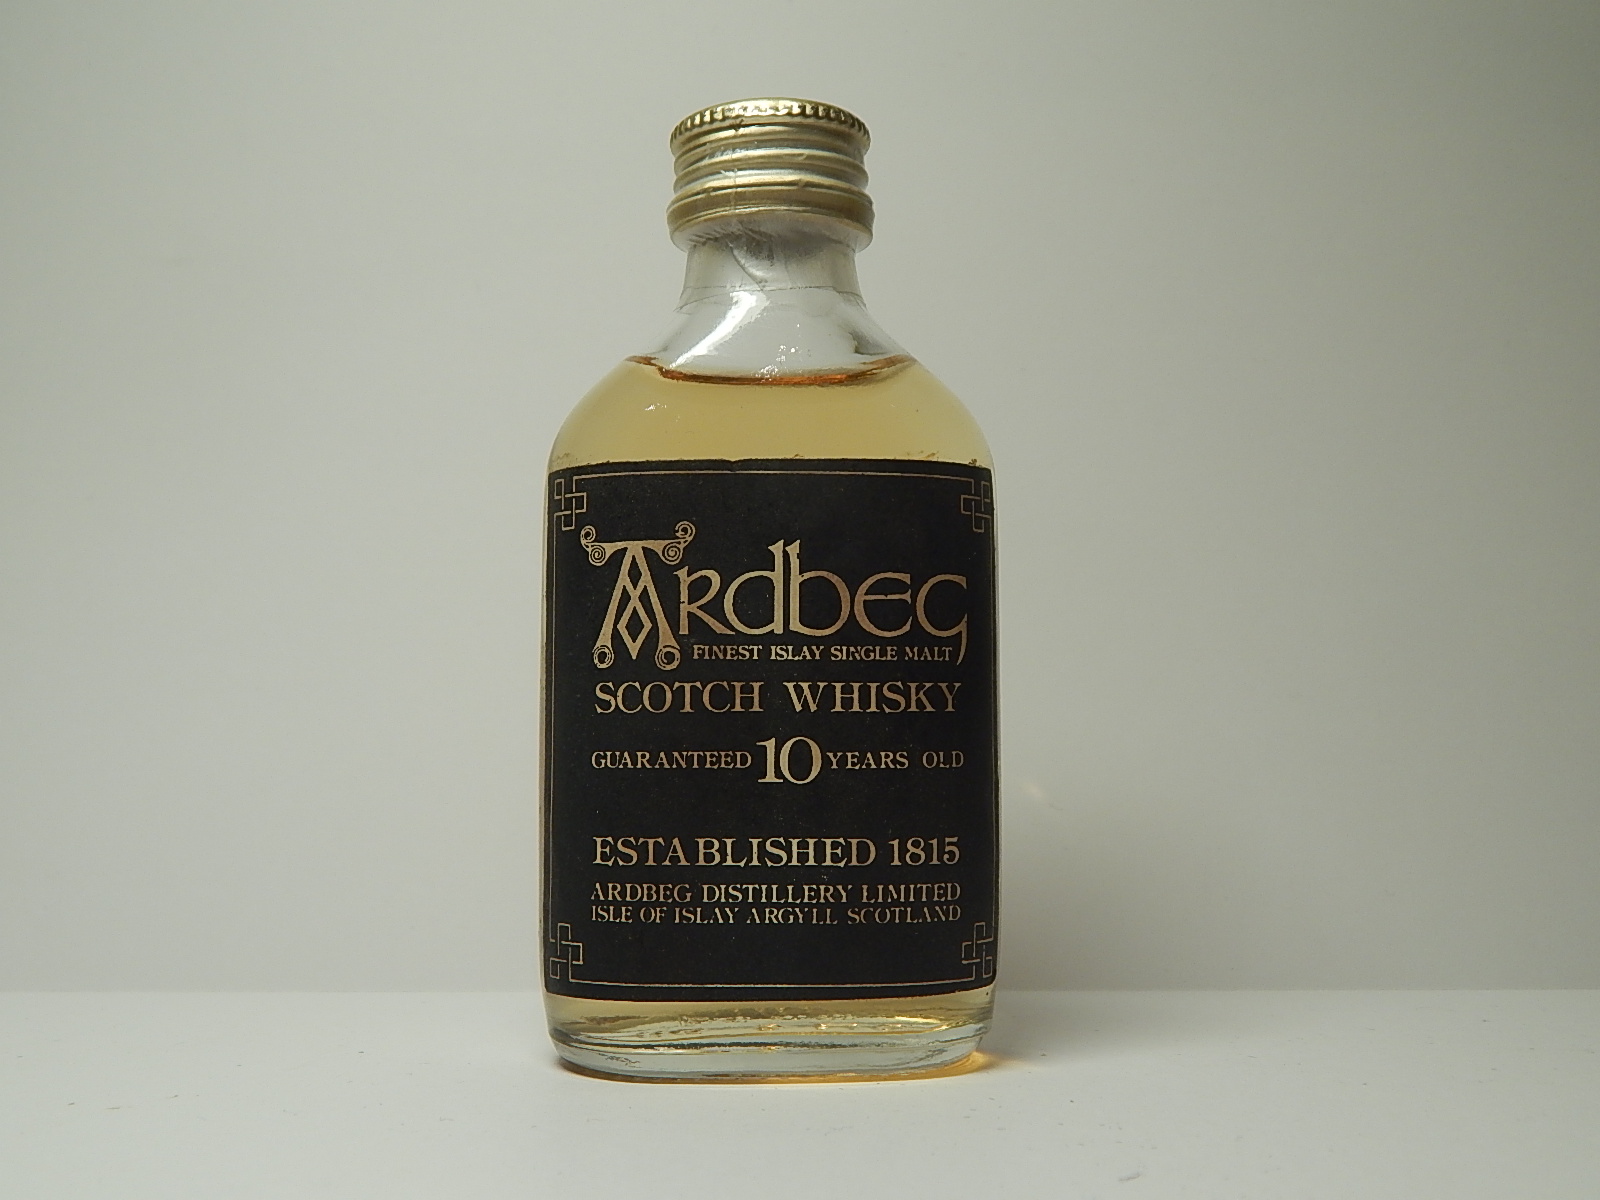 Ardbeg
FINEST ISLAY SINGLE MALT
SCOTCH WHISKY
GUARANTEED 10 YEARS OLD
ESTABLISHED 1815
ARDBEG DISTILLERY LIMITED
ISLE OF ISLAY ARGYLL SCOTLAND